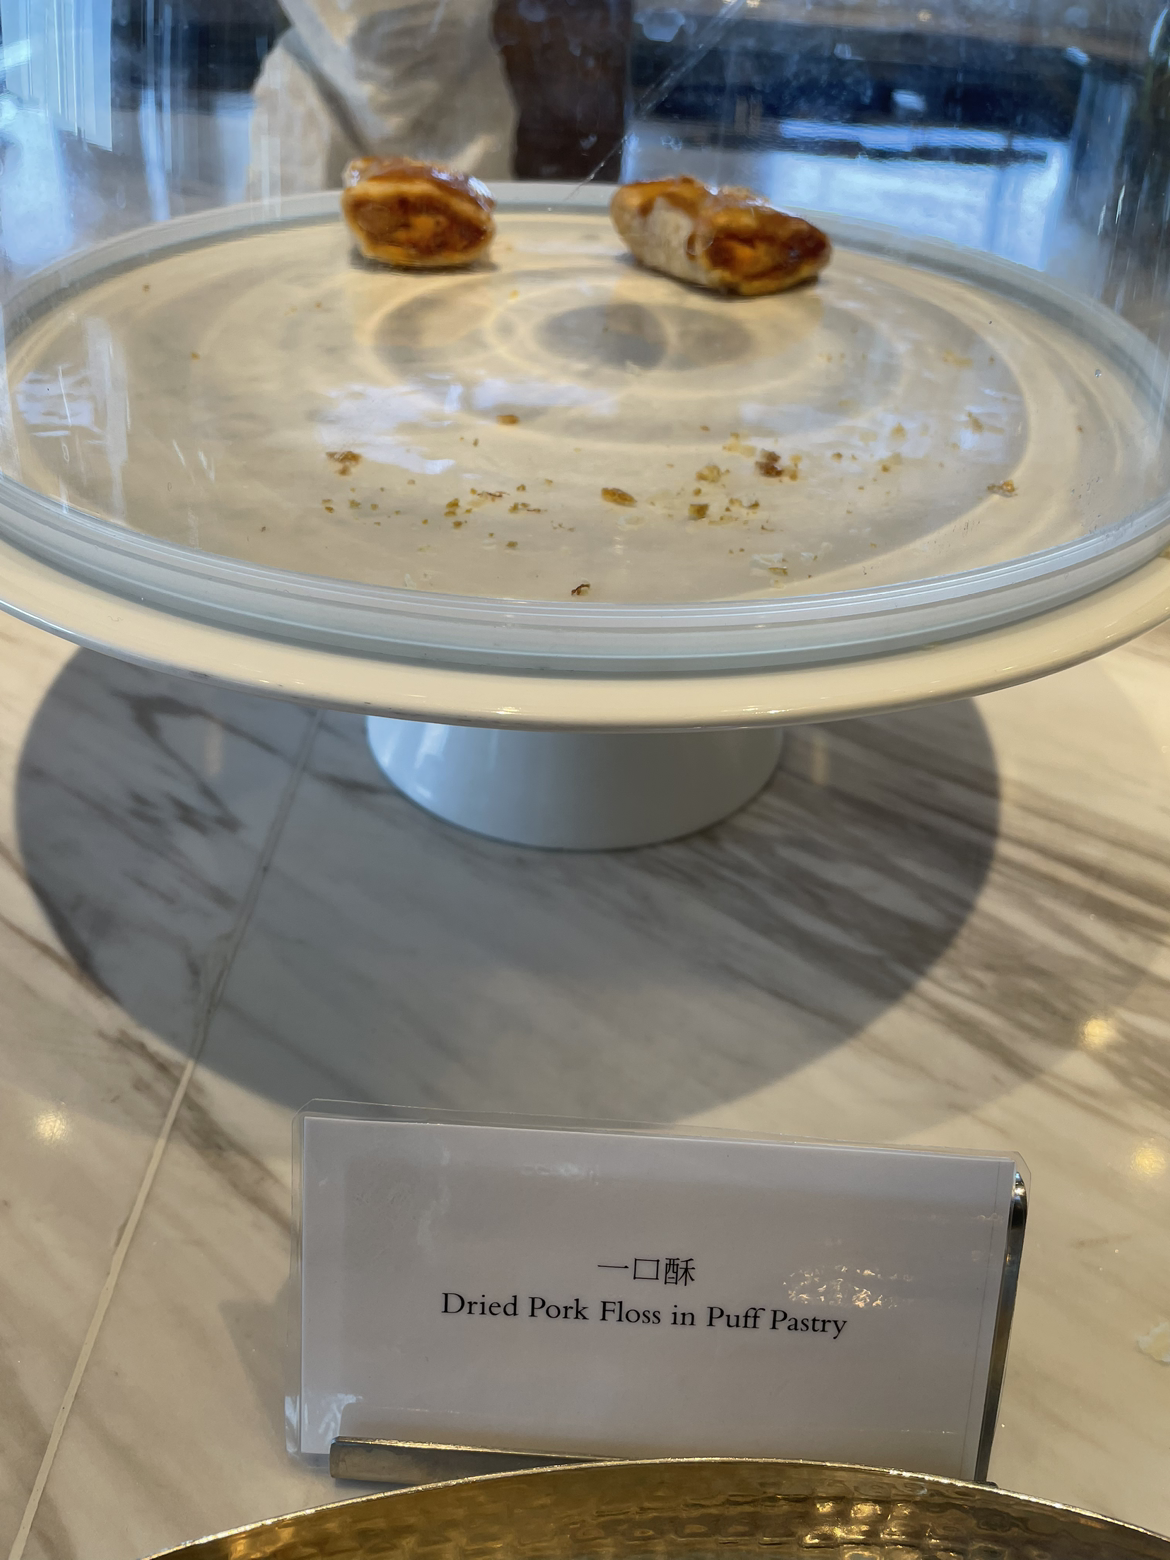 一口酥
Dried Pork Floss in Puff Pastry